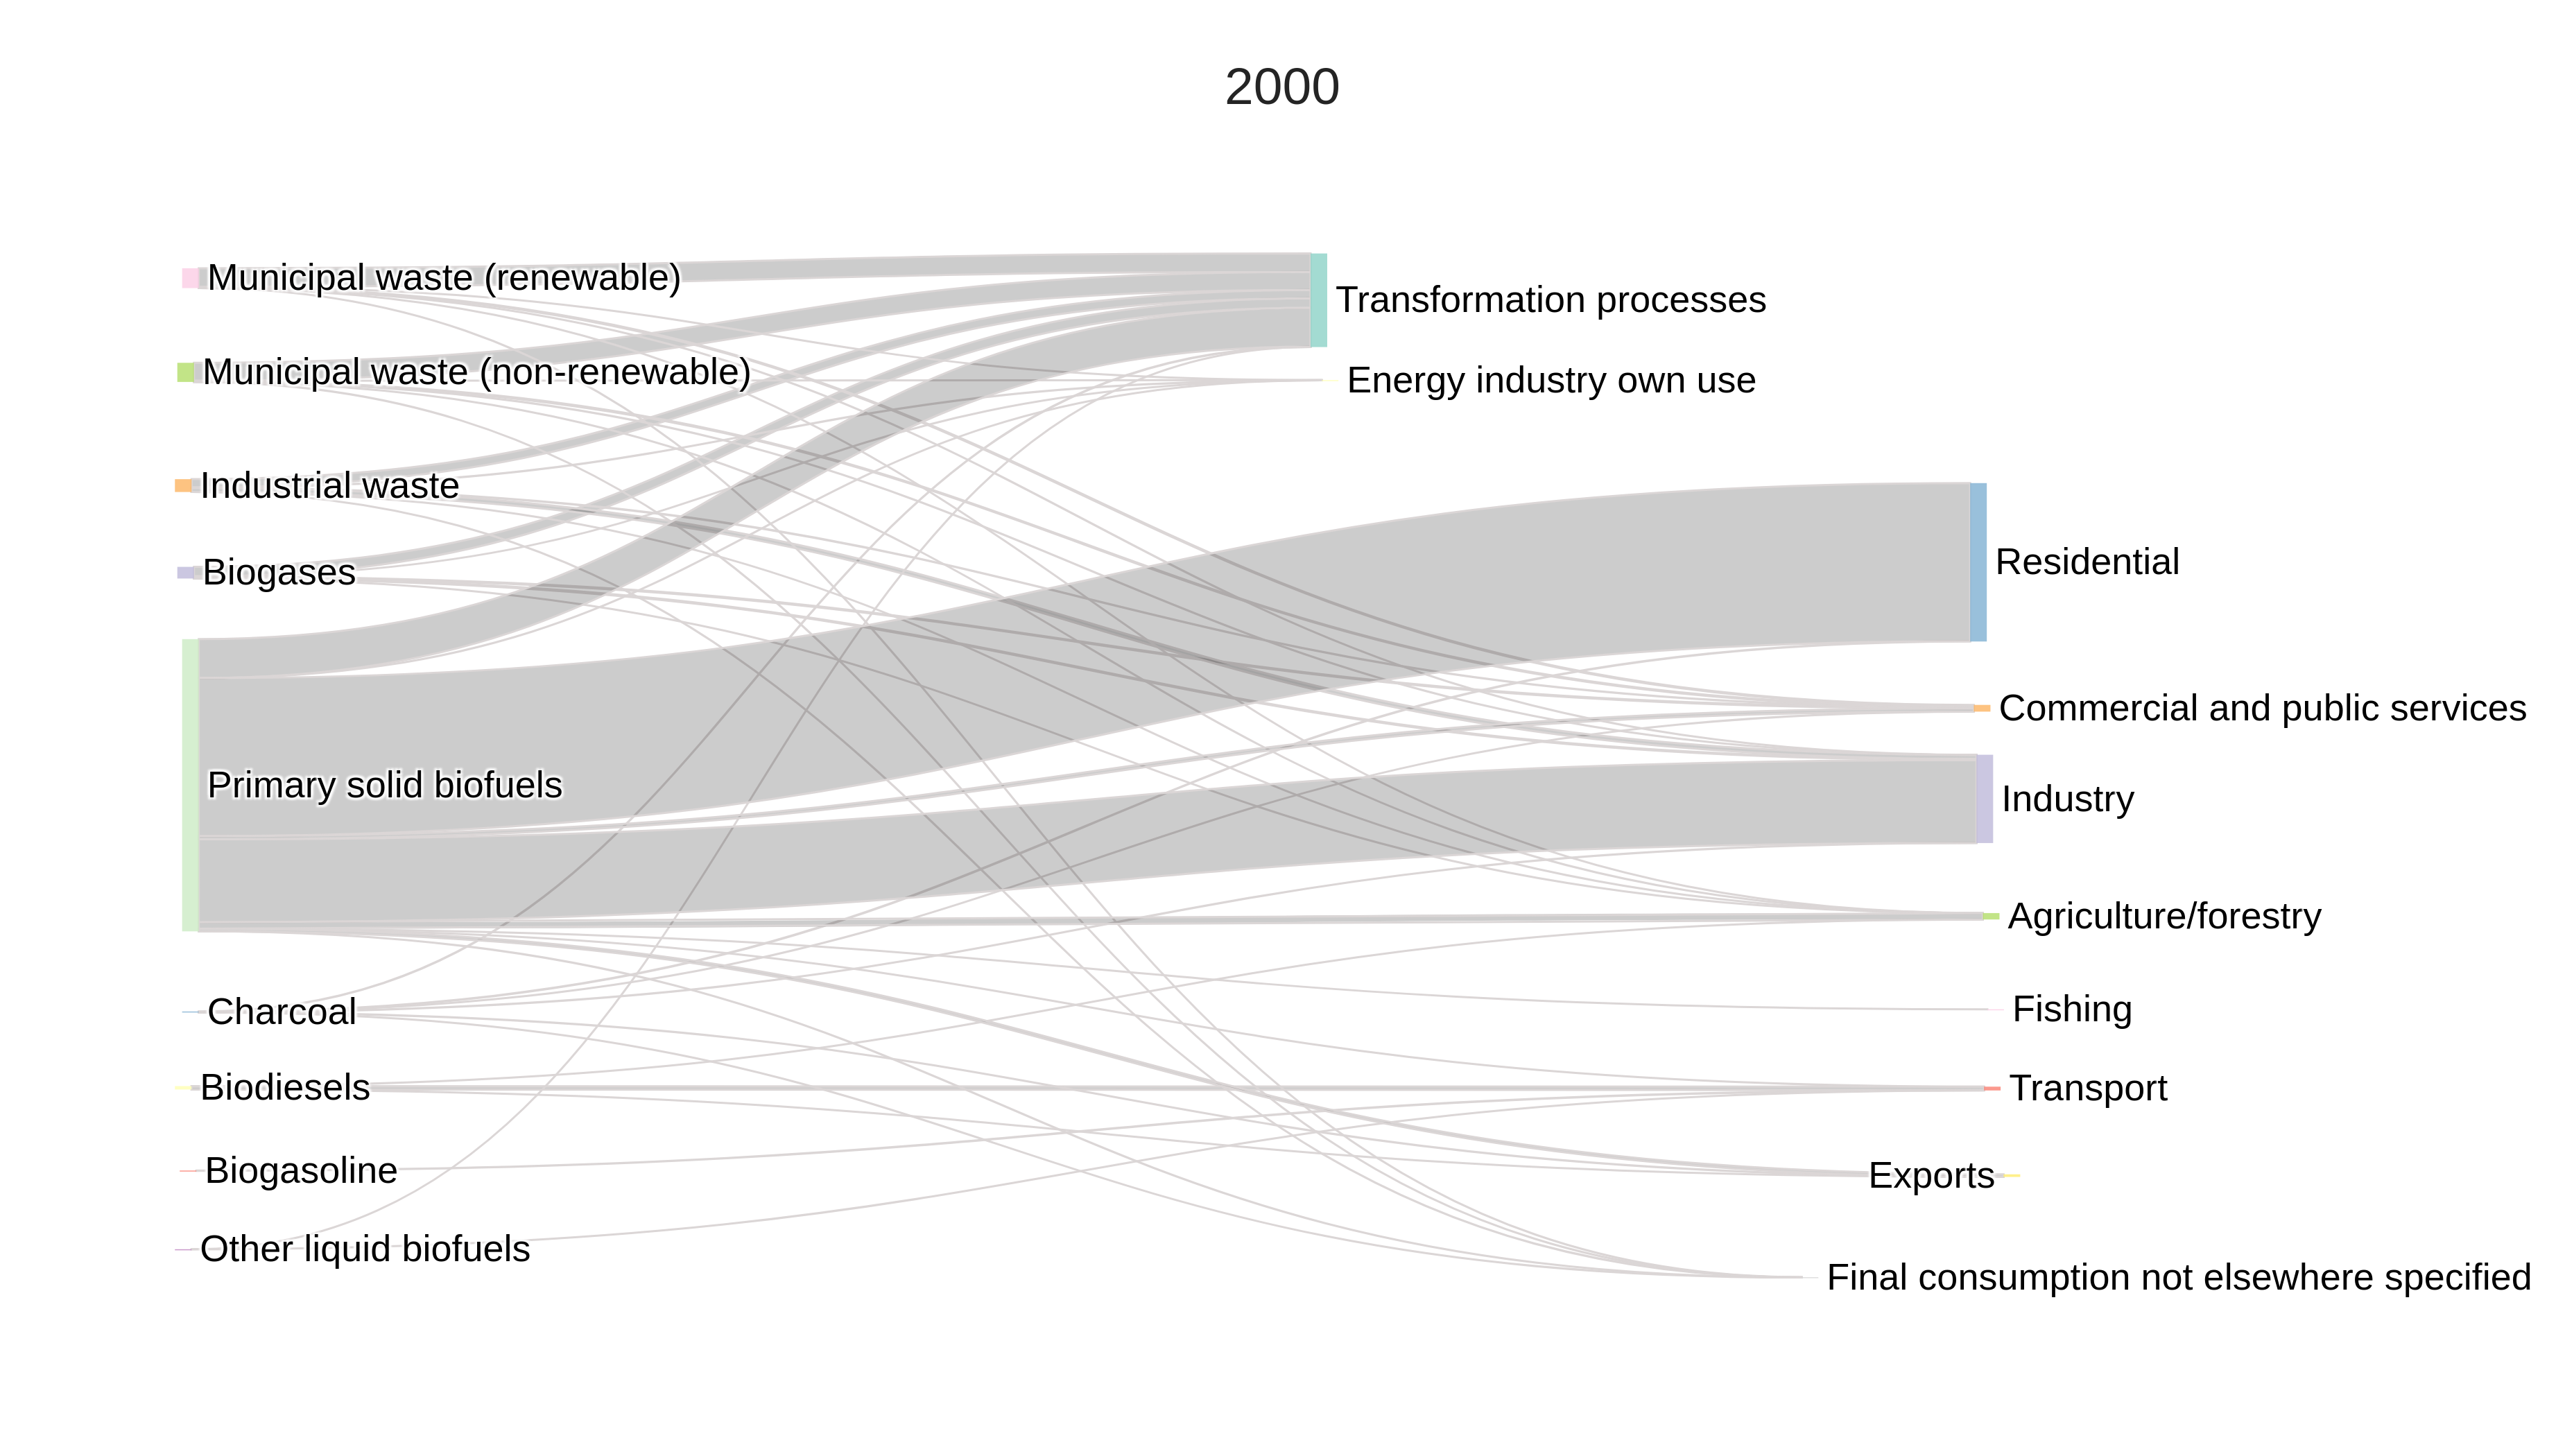 2000
Municipal waste (renewable)
Municipal waste (non-renewable)
Industrial waste
Biogases
Primary solid biofuels
Charcoal
Biodiesels
Biogasoline
Other liquid biofuels
Transformation processes
Energy industry own use
Residential
Commercial and public services
Industry
Agriculture/forestry
Fishing
Transport
Exports
Final consumption not elsewhere specified